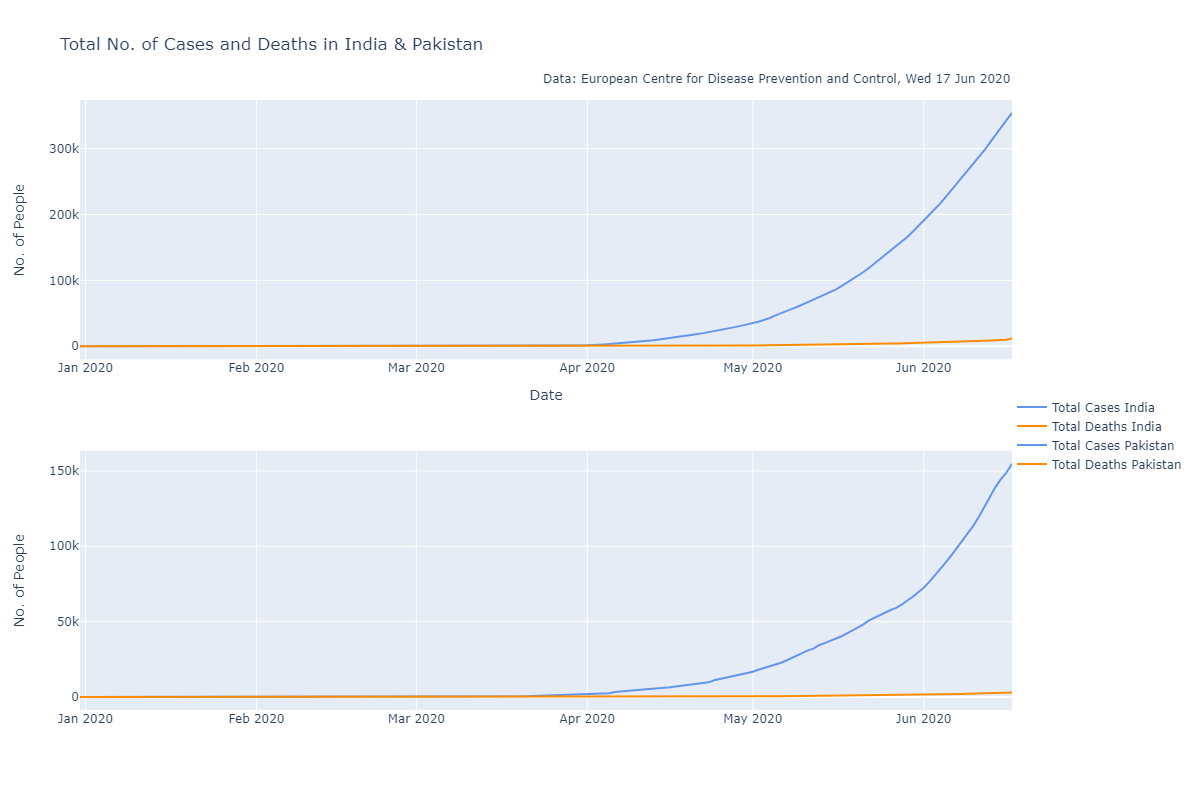 Total No. of Cases and Deaths in India & Pakistan
Data: European Centre for Disease Prevention and Control, Wed 17 Jun 2020
No. of People
300k
200k
100k
0
Jan 2020 Feb 2020 Mar 2020 Apr 2020 May 2020 Jun 2020
Date
Total Cases India
Total Deaths India
Total Cases Pakistan
Total Deaths Pakistan
No. of People
150k
100k
50k
0
Jan 2020 Feb 2020 Mar 2020 Apr 2020 May 2020 Jun 2020